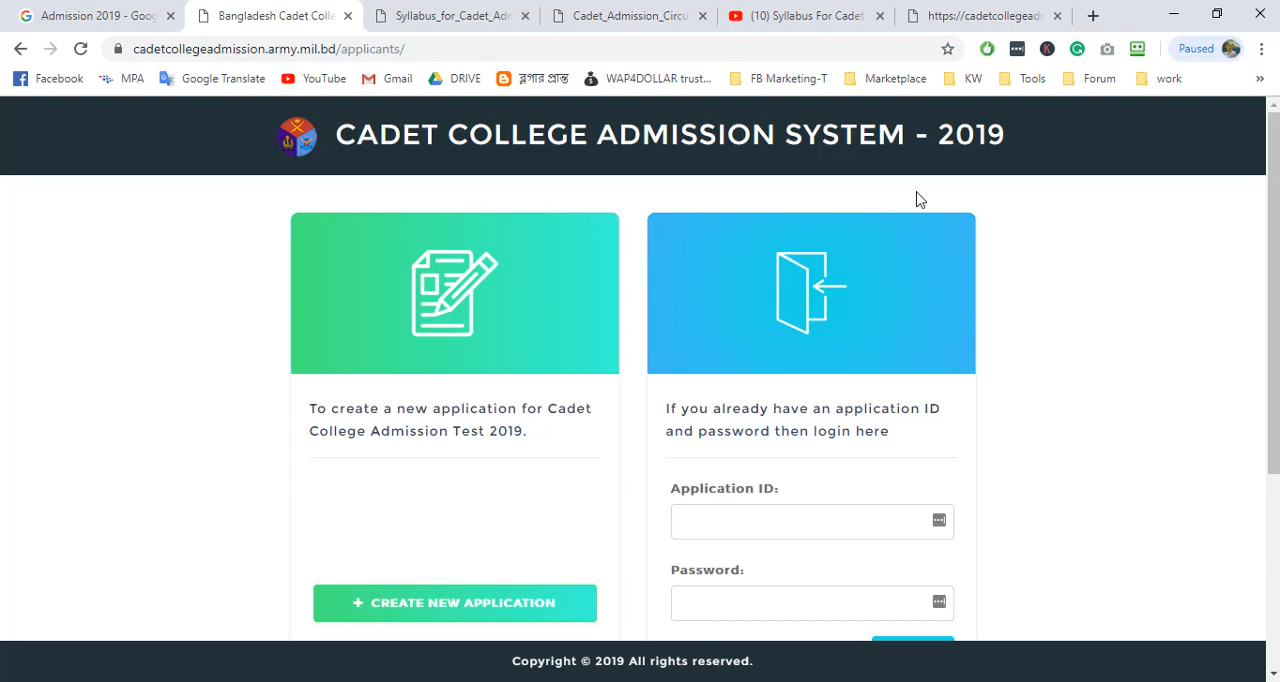 Admission 2019 - Goog
Bangladesh Cadet Colle
Syllabus_for_Cadet_Adm
Cadet_Admission_Circu
(10) Syllabus For Cadet
https://cadetcollegead
cadetcollegeadmission.army.mil.bd/applicants/
Paused
Facebook
MPA
Google Translate
YouTube
Gmail
DRIVE
ব্লগার প্রান্ত
WAP4DOLLAR trust...
FB Marketing-T
Marketplace
KW
Tools
Forum
work
»
CADET COLLEGE ADMISSION SYSTEM - 2019
To create a new application for Cadet
College Admission Test 2019.
+ CREATE NEW APPLICATION
If you already have an application ID
and password then login here
Application ID:
Password:
Copyright © 2019 All rights reserved.